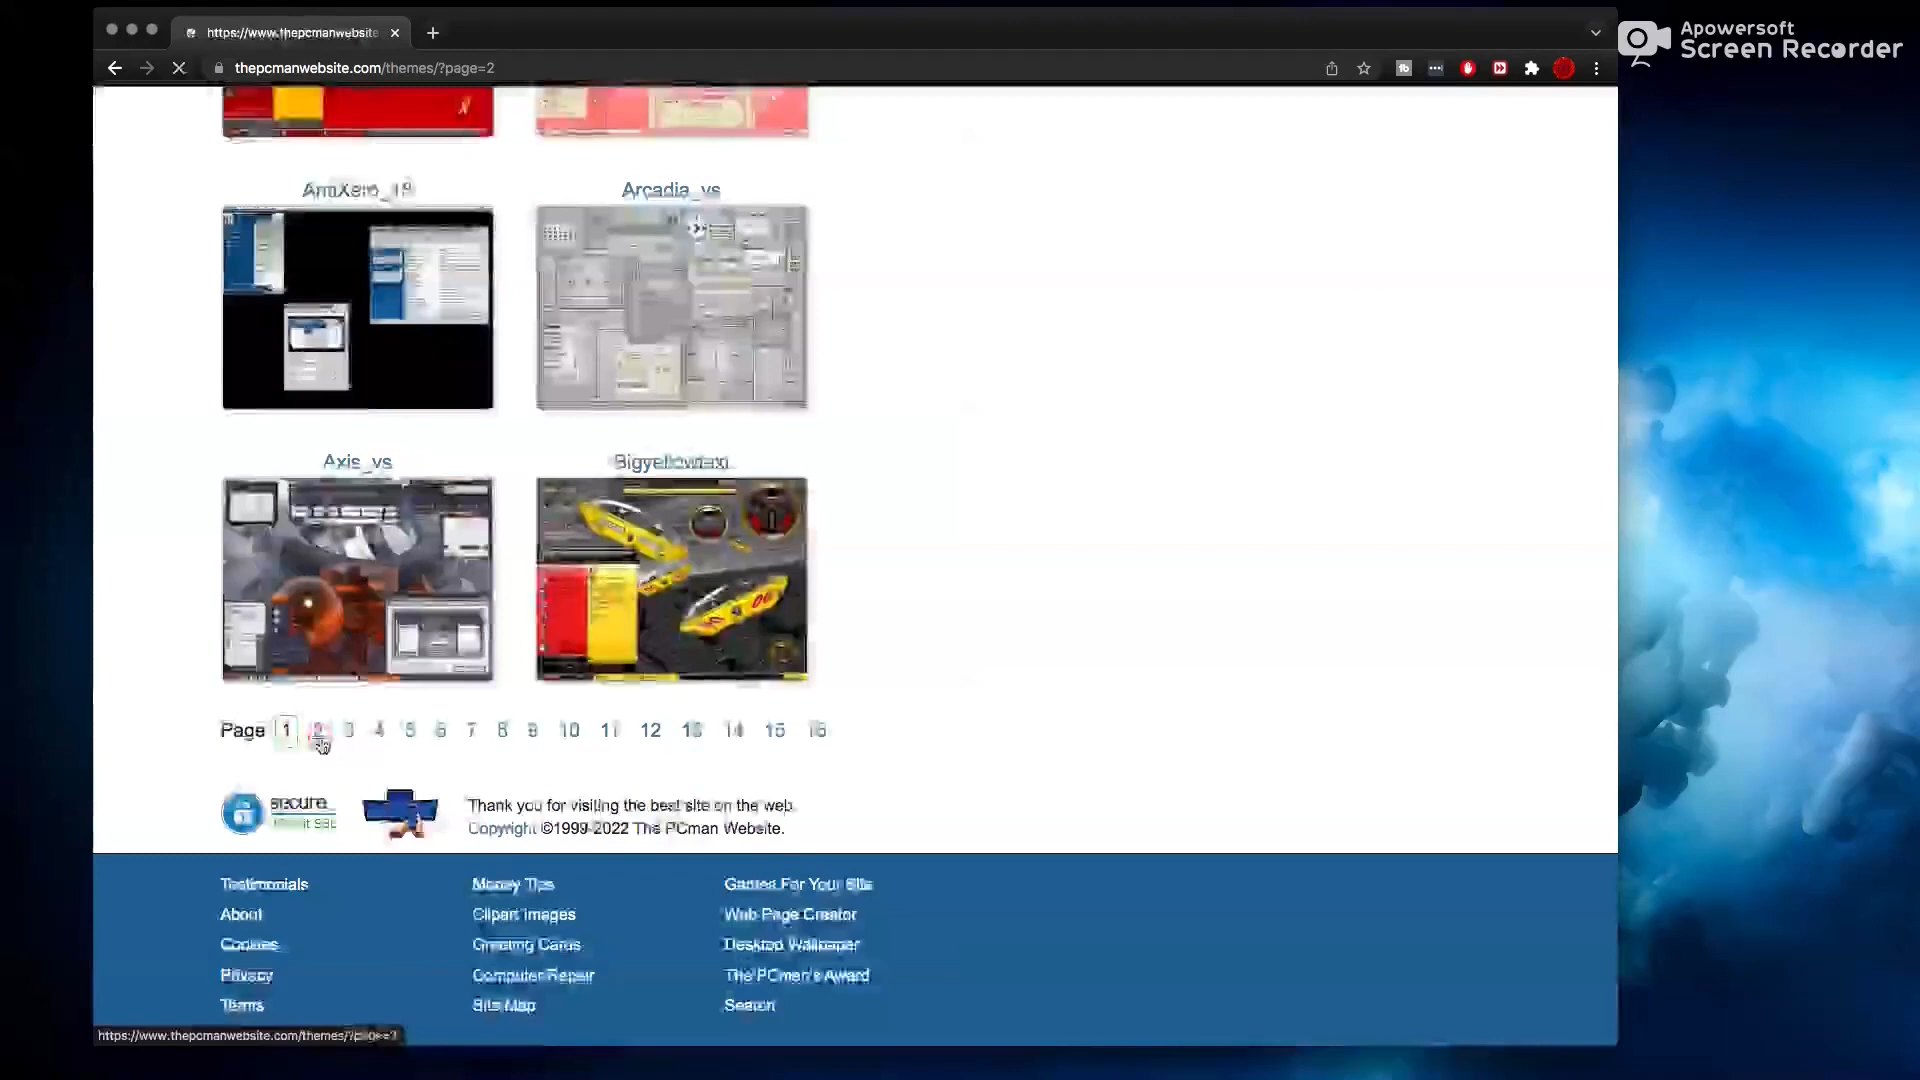 Apowersoft
Screen Recorder
https://www.thepcmanwebsite
thepcmanwebsite.com/themes/?page=2
Arcadia_vs
Axis_vs
Page 1 2 3 4 5 6 7 8 9 10 11 12 13 14 15 16
secure
Thank you for visiting the best site on the web.
Copyright ©1999-2022 The PCman Website.
Testimonials Money Tips Games For Your Site
About Clipart Images Web Page Creator
Cookies Greeting Cards Desktop Wallpaper
Privacy Computer Repair The PCman's Award
Terms Site Map Search
https://www.thepcmanwebsite.com/themes/?page=